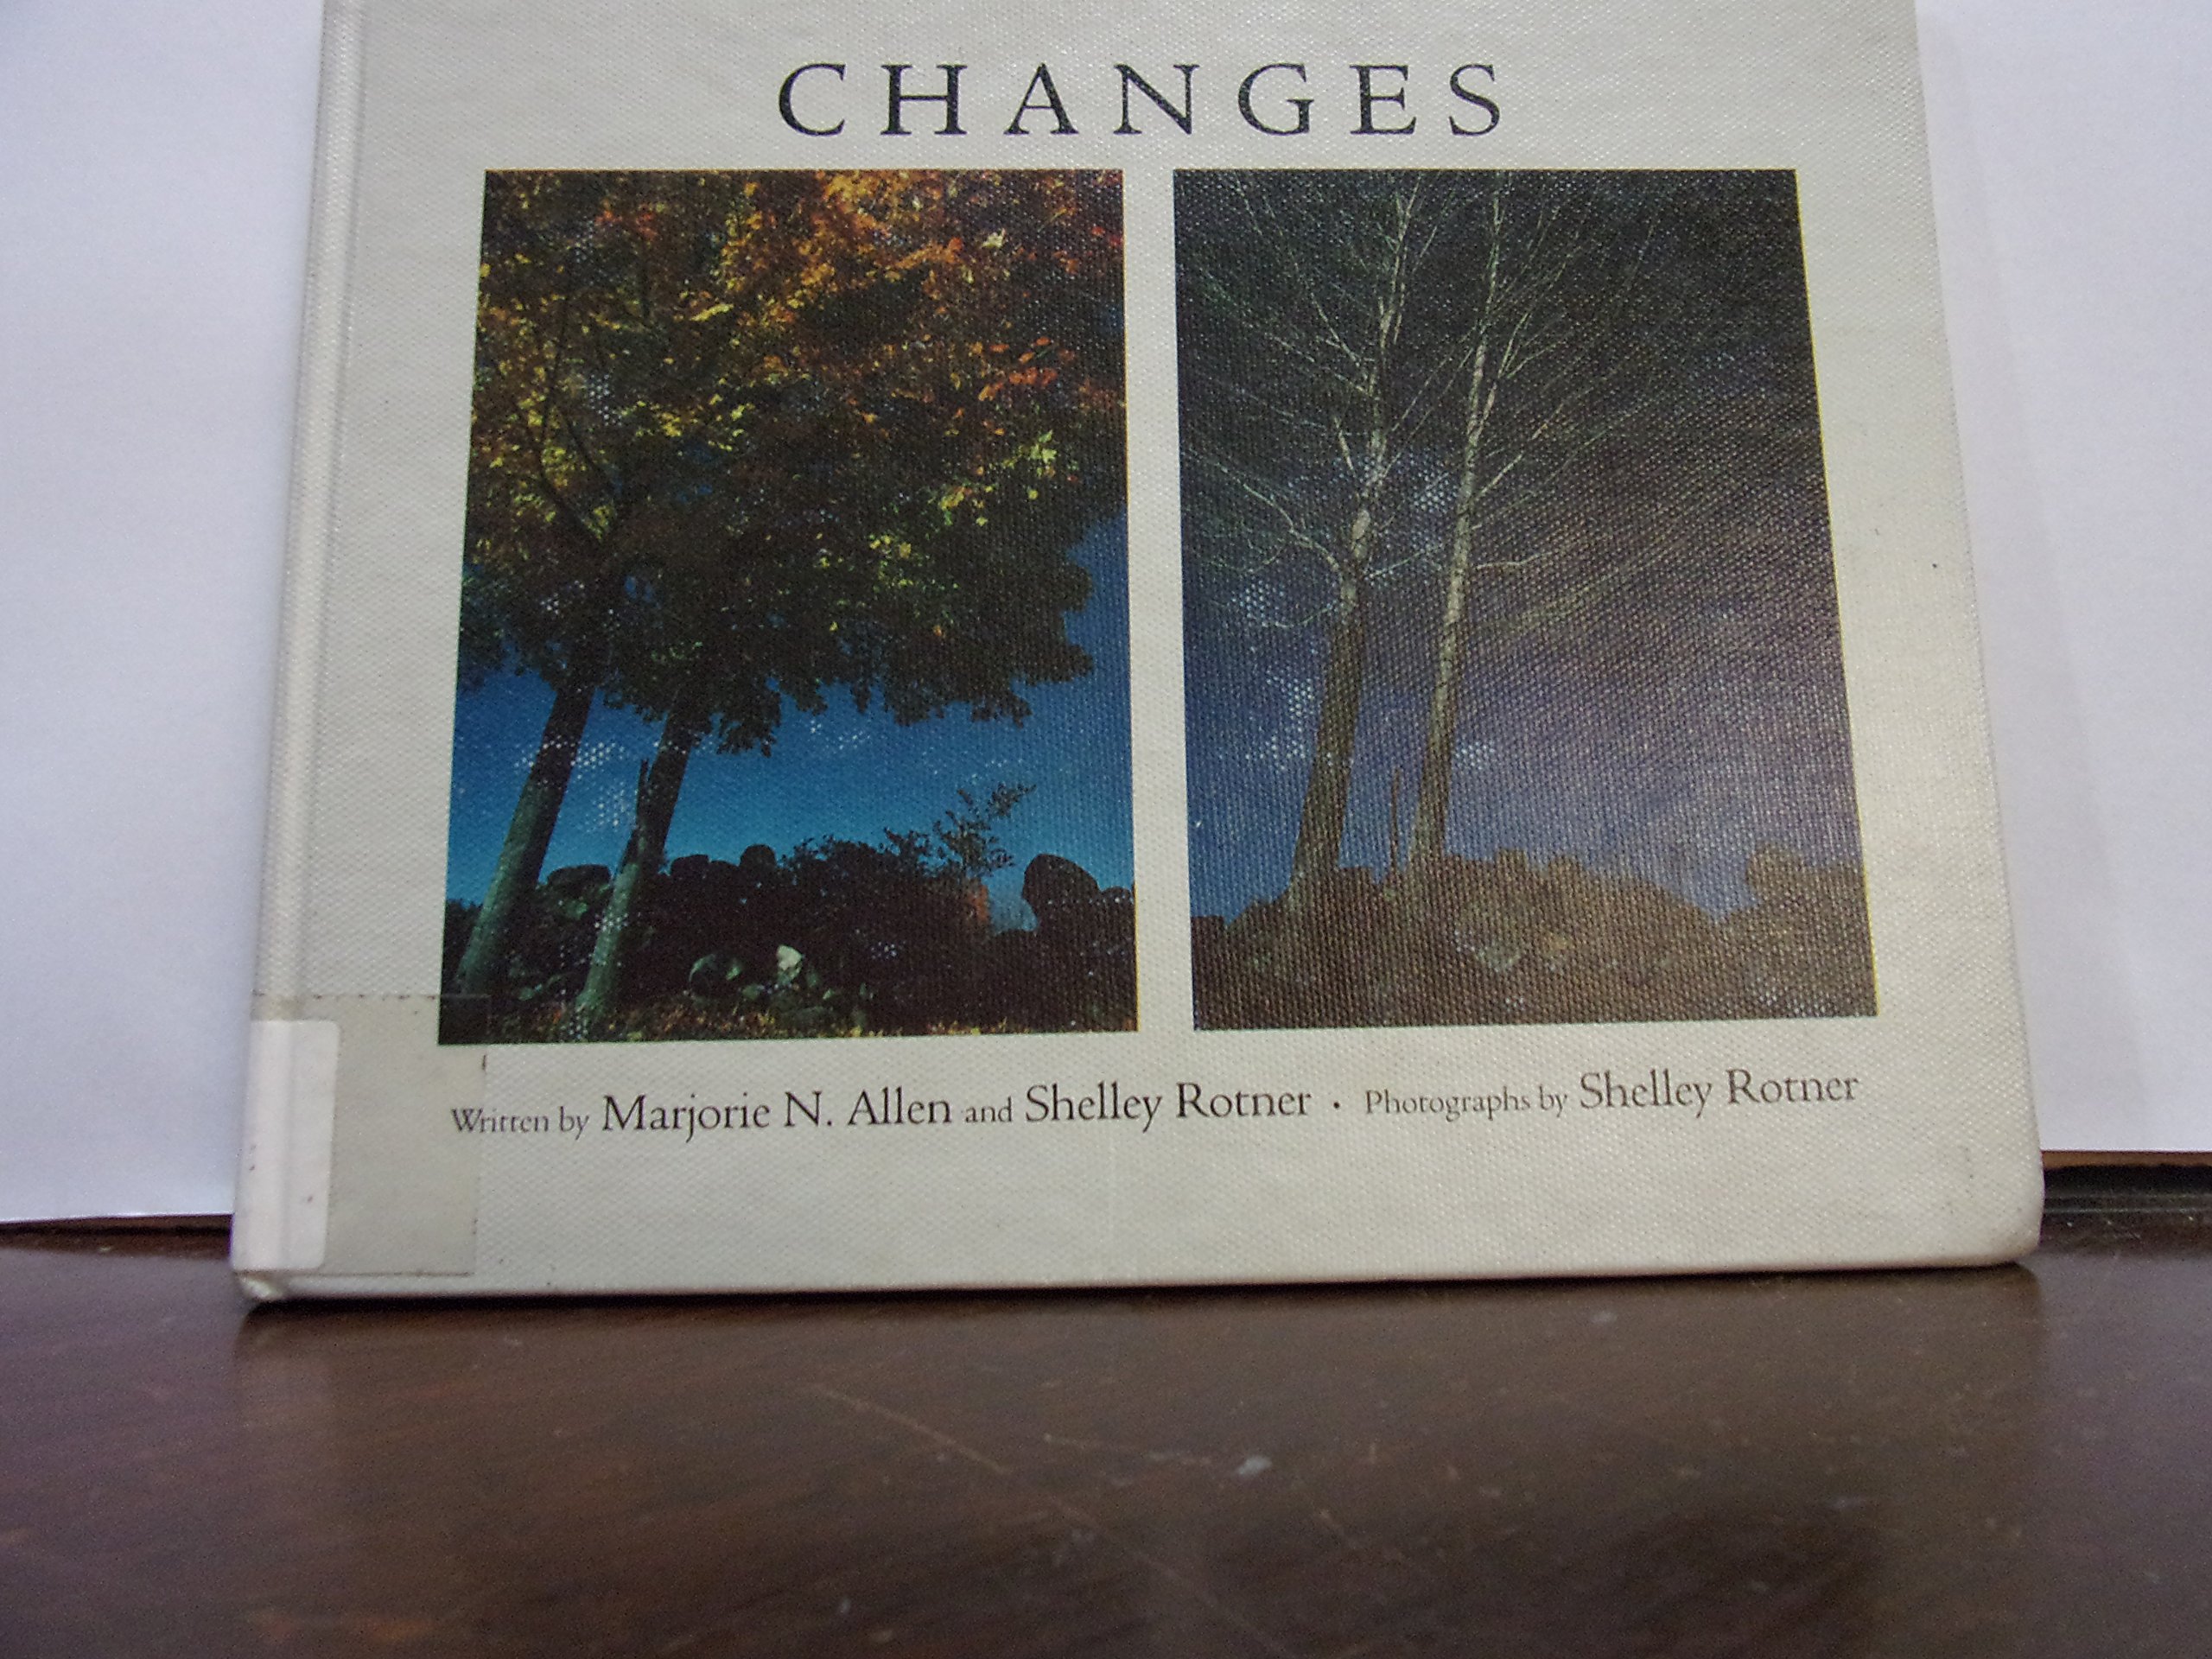 CHANGES
Written by Marjorie N. Allen and Shelley Rotner • Photographs by Shelley Rotner